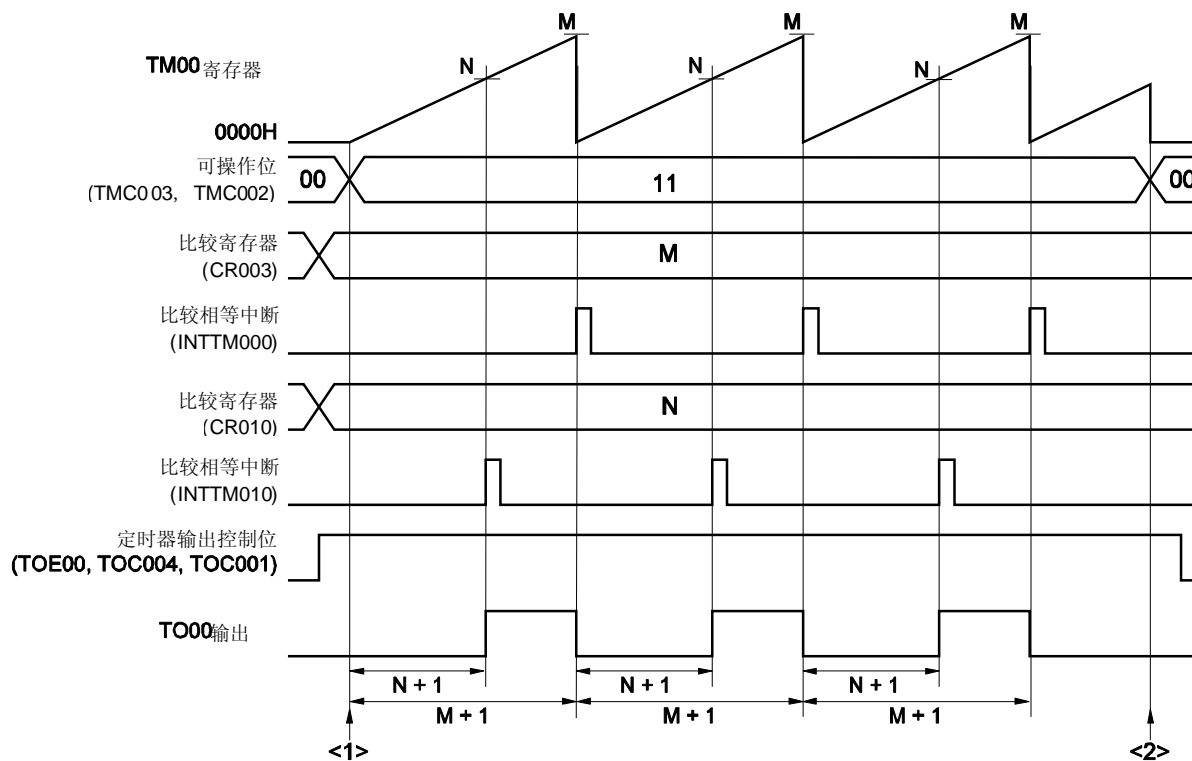 M M M
TM00寄存器
N N N
0000H
可操作位
(TMC003, TMC002)
00 11 00
比较寄存器
(CR003)
M
比较相等中断
(INTTM000)
比较寄存器
(CR010)
N
比较相等中断
(INTTM010)
定时器输出控制位
(TOE00, TOC004, TOC001)
TO00输出
N + 1 N + 1 N + 1
M + 1 M + 1 M + 1
<1> <2>